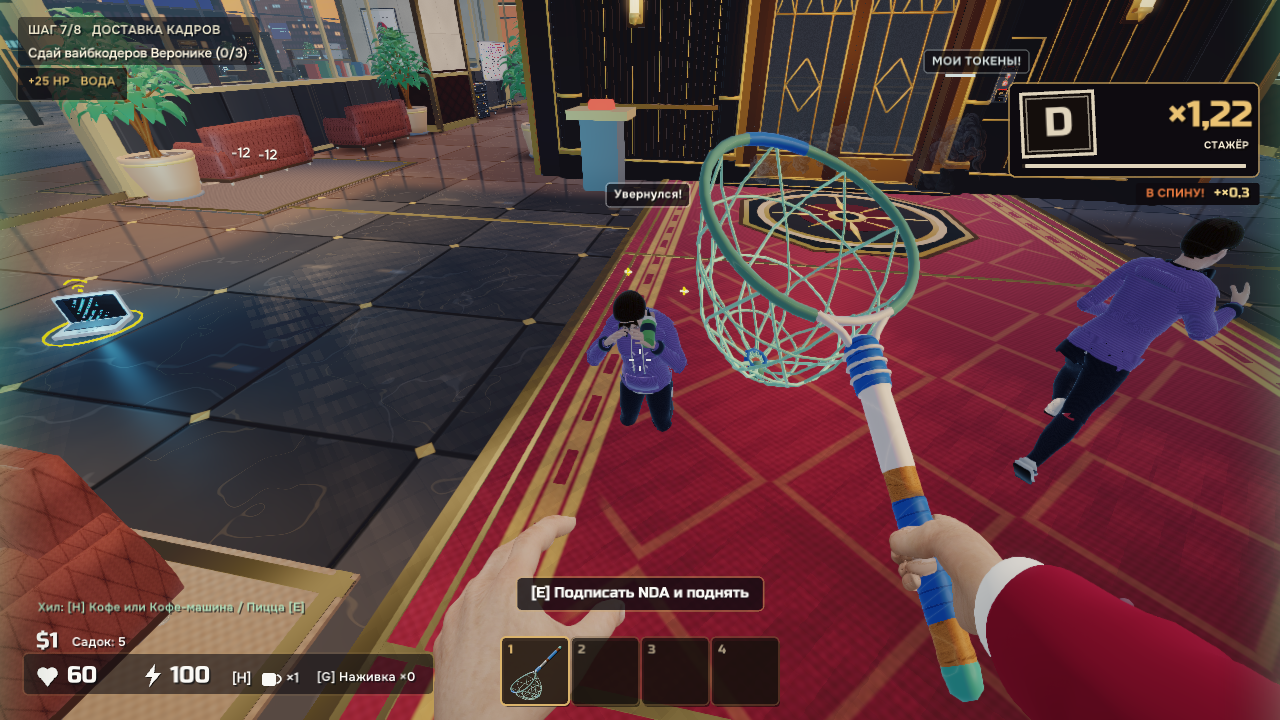 ШАГ 7/8 ДОСТАВКА КАДРОВ
Сдай вайбкодеров Веронике (0/3)
+25 HP ВОДА
МОИ ТОКЕНЫ!
D
×1,22
СТАЖЁР
В СПИНУ! +×0,3
-12 -12
Увернулся!
[E] Подписать NDA и поднять
Хил: [H] Кофе или Кофе-машина / Пицца [E]
$1 Садок: 5
60 100 [H] ×1 [G] Наживка ×0
1 2 3 4